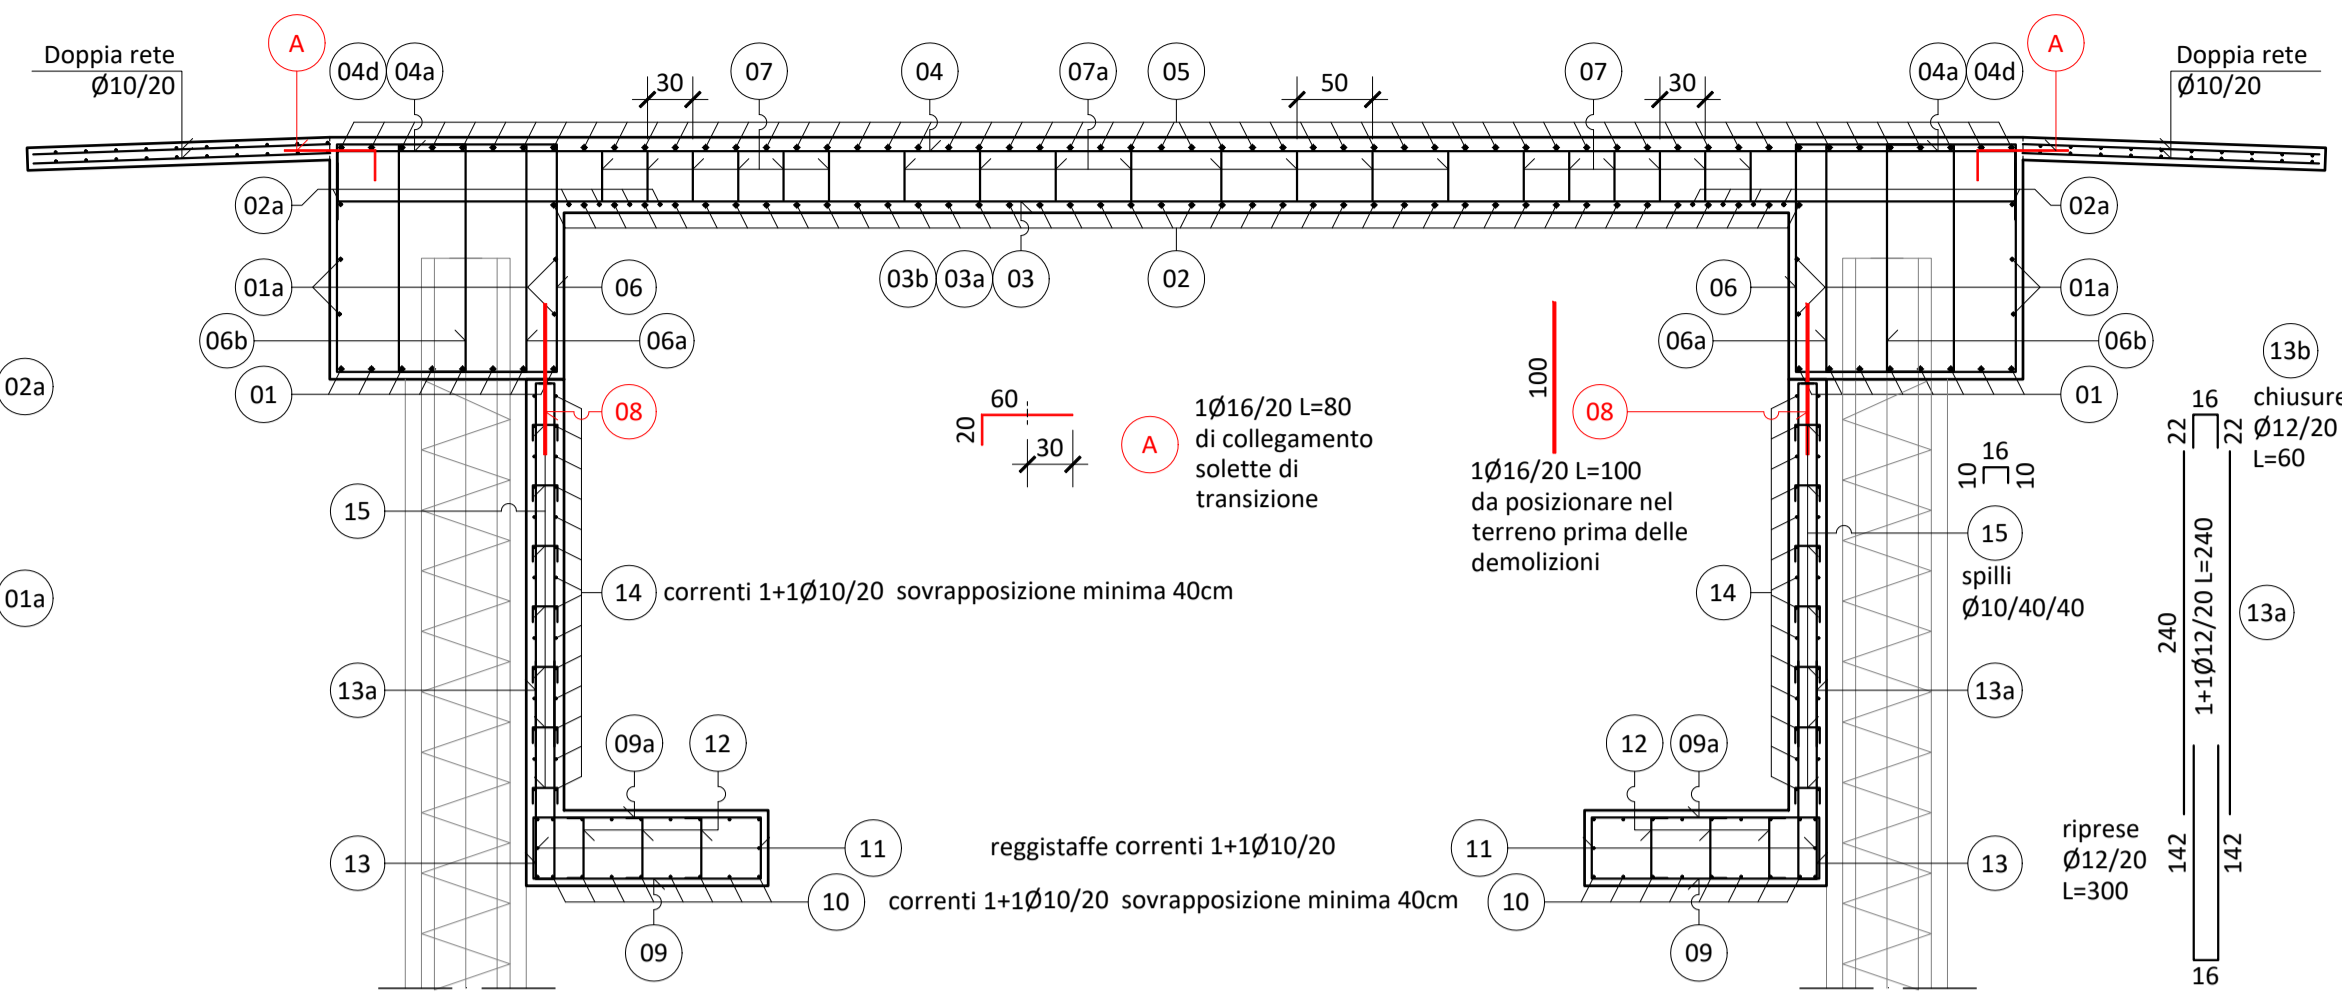 Doppia rete
Ø10/20
A
04d
04a
30
07
04
07a
05
50
07
30
04a
04d
A
Doppia rete
Ø10/20
02a
02a
01a
06
03b
03a
03
02
06
01a
06b
06a
06a
06b
02a
01
01
08
60
20
30
A
1Ø16/20 L=80
di collegamento
solette di
transizione
100
08
1Ø16/20 L=100
da posizionare nel
terreno prima delle
demolizioni
13b
chiusure
Ø12/20
L=60
16
22
22
16
10
10
15
15
spilli
Ø10/40/40
01a
14
correnti 1+1Ø10/20 sovrapposizione minima 40cm
14
240
1+1Ø12/20 L=240
13a
13a
13a
09a
12
12
09a
13
11
reggistaffe correnti 1+1Ø10/20
11
13
riprese
Ø12/20
L=300
142
142
16
10
correnti 1+1Ø10/20 sovrapposizione minima 40cm
10
09
09